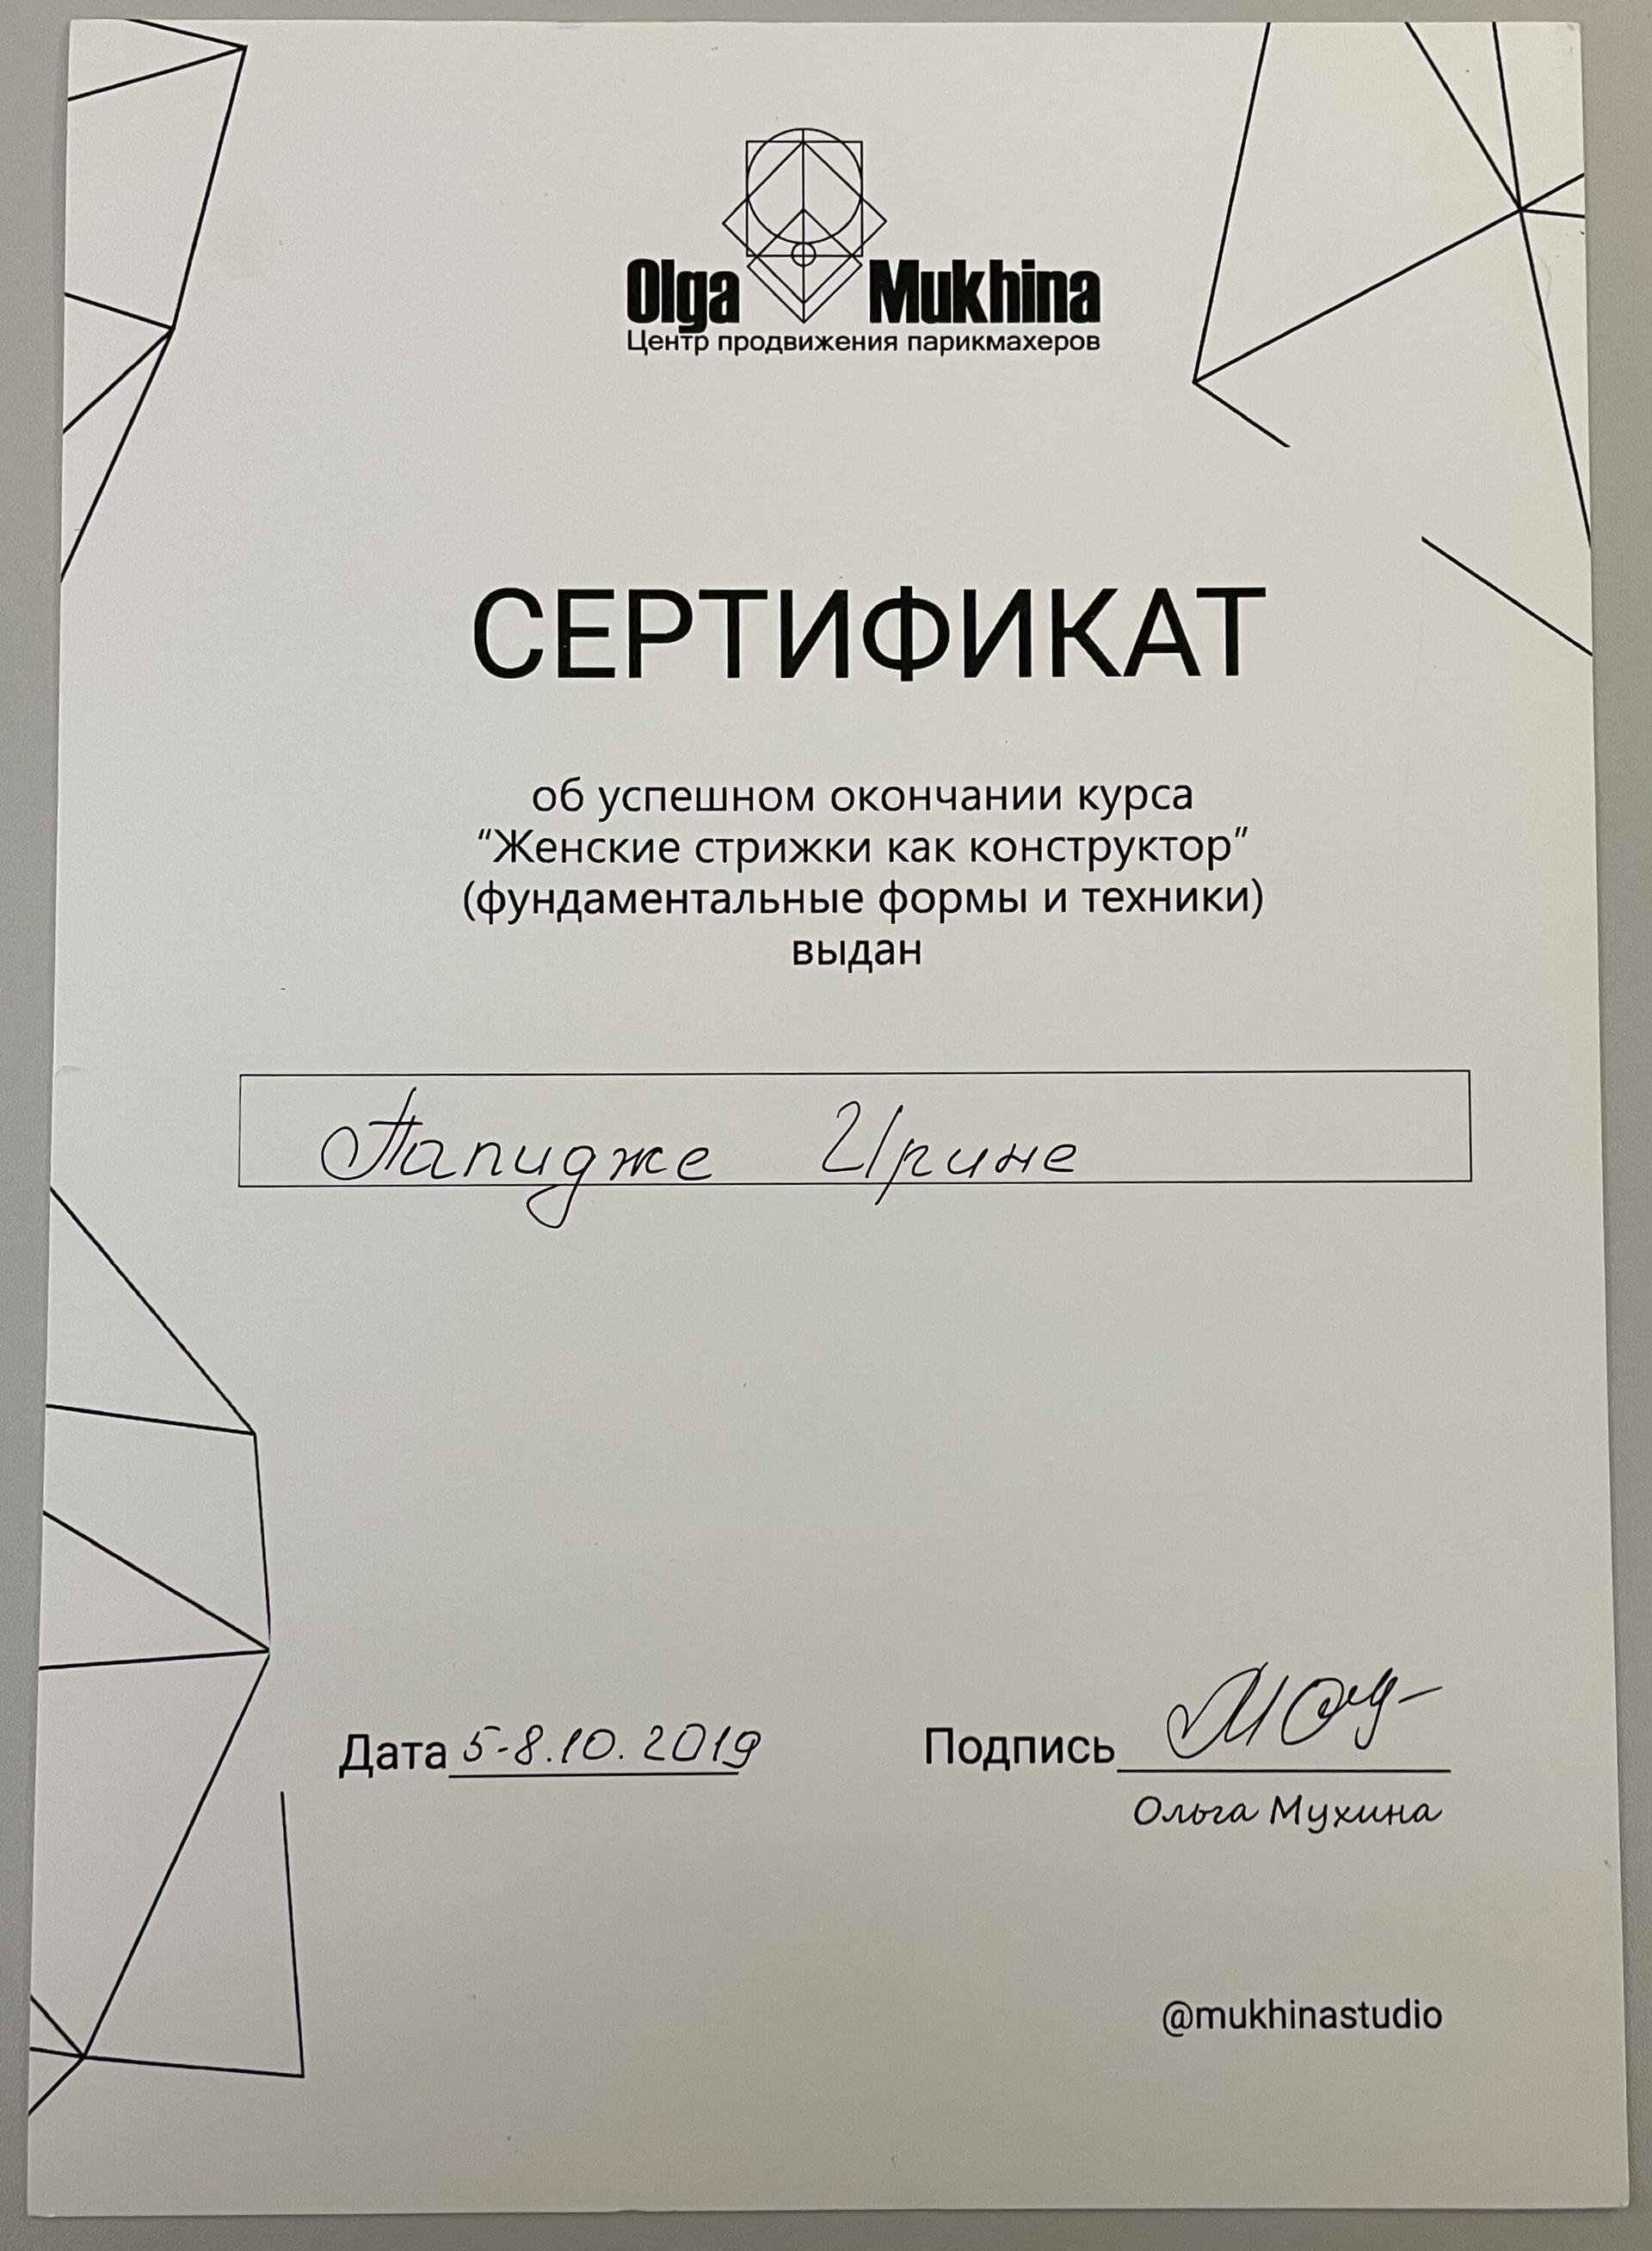 Olga Mukhina
Центр продвижения парикмахеров
СЕРТИФИКАТ
об успешном окончании курса
“Женские стрижки как конструктор”
(фундаментальные формы и техники)
выдан
Папидже Ирине
Дата 5-8.10.2019
Подпись
Ольга Мухина
@mukhinastudio